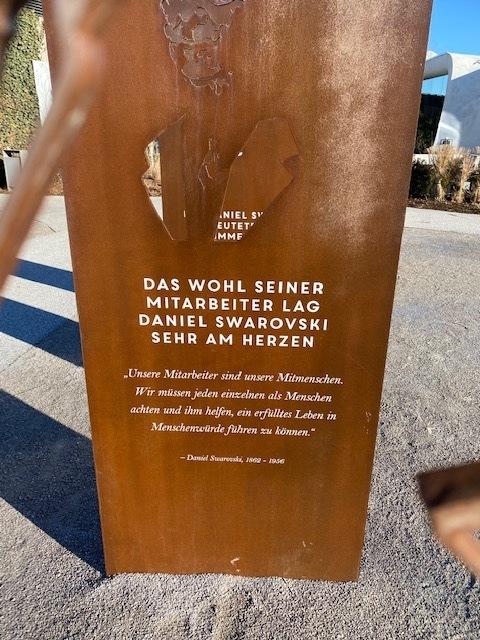 DAS WOHL SEINER
MITARBEITER LAG
DANIEL SWAROVSKI
SEHR AM HERZEN
„Unsere Mitarbeiter sind unsere Mitmenschen.
Wir müssen jeden einzelnen als Menschen
achten und ihm helfen, ein erfülltes Leben in
Menschenwürde führen zu können.“
– Daniel Swarovski, 1862 - 1956